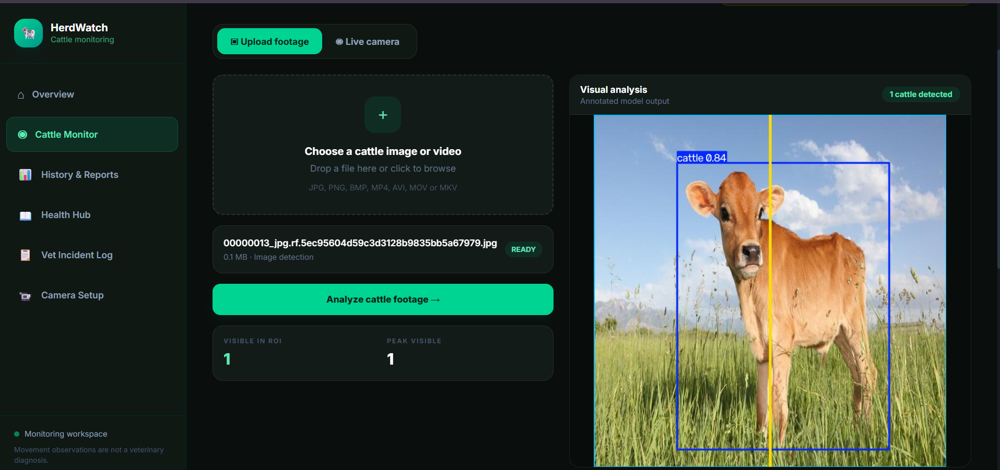 HerdWatch
Cattle monitoring
Overview
Cattle Monitor
History & Reports
Health Hub
Vet Incident Log
Camera Setup
Monitoring workspace
Movement observations are not a veterinary
diagnosis.
Upload footage
Live camera
+
Choose a cattle image or video
Drop a file here or click to browse
JPG, PNG, BMP, MP4, AVI, MOV or MKV
00000013_jpg.rf.5ec95604d59c3d3128b9835bb5a67979.jpg
0.1 MB · Image detection
READY
Analyze cattle footage →
VISIBLE IN ROI
1
PEAK VISIBLE
1
Visual analysis
Annotated model output
1 cattle detected
cattle 0.84